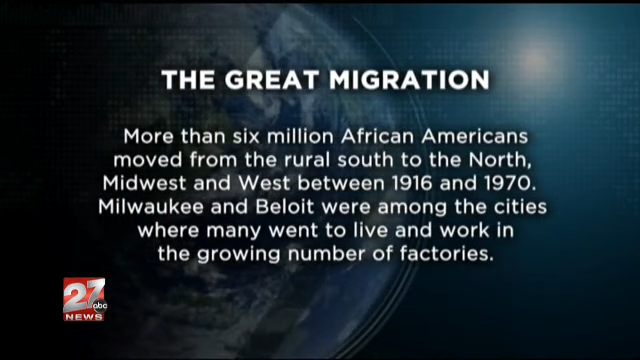 THE GREAT MIGRATION
More than six million African Americans
moved from the rural south to the North,
Midwest and West between 1916 and 1970.
Milwaukee and Beloit were among the cities
where many went to live and work in
the growing number of factories.
27
abc
NEWS